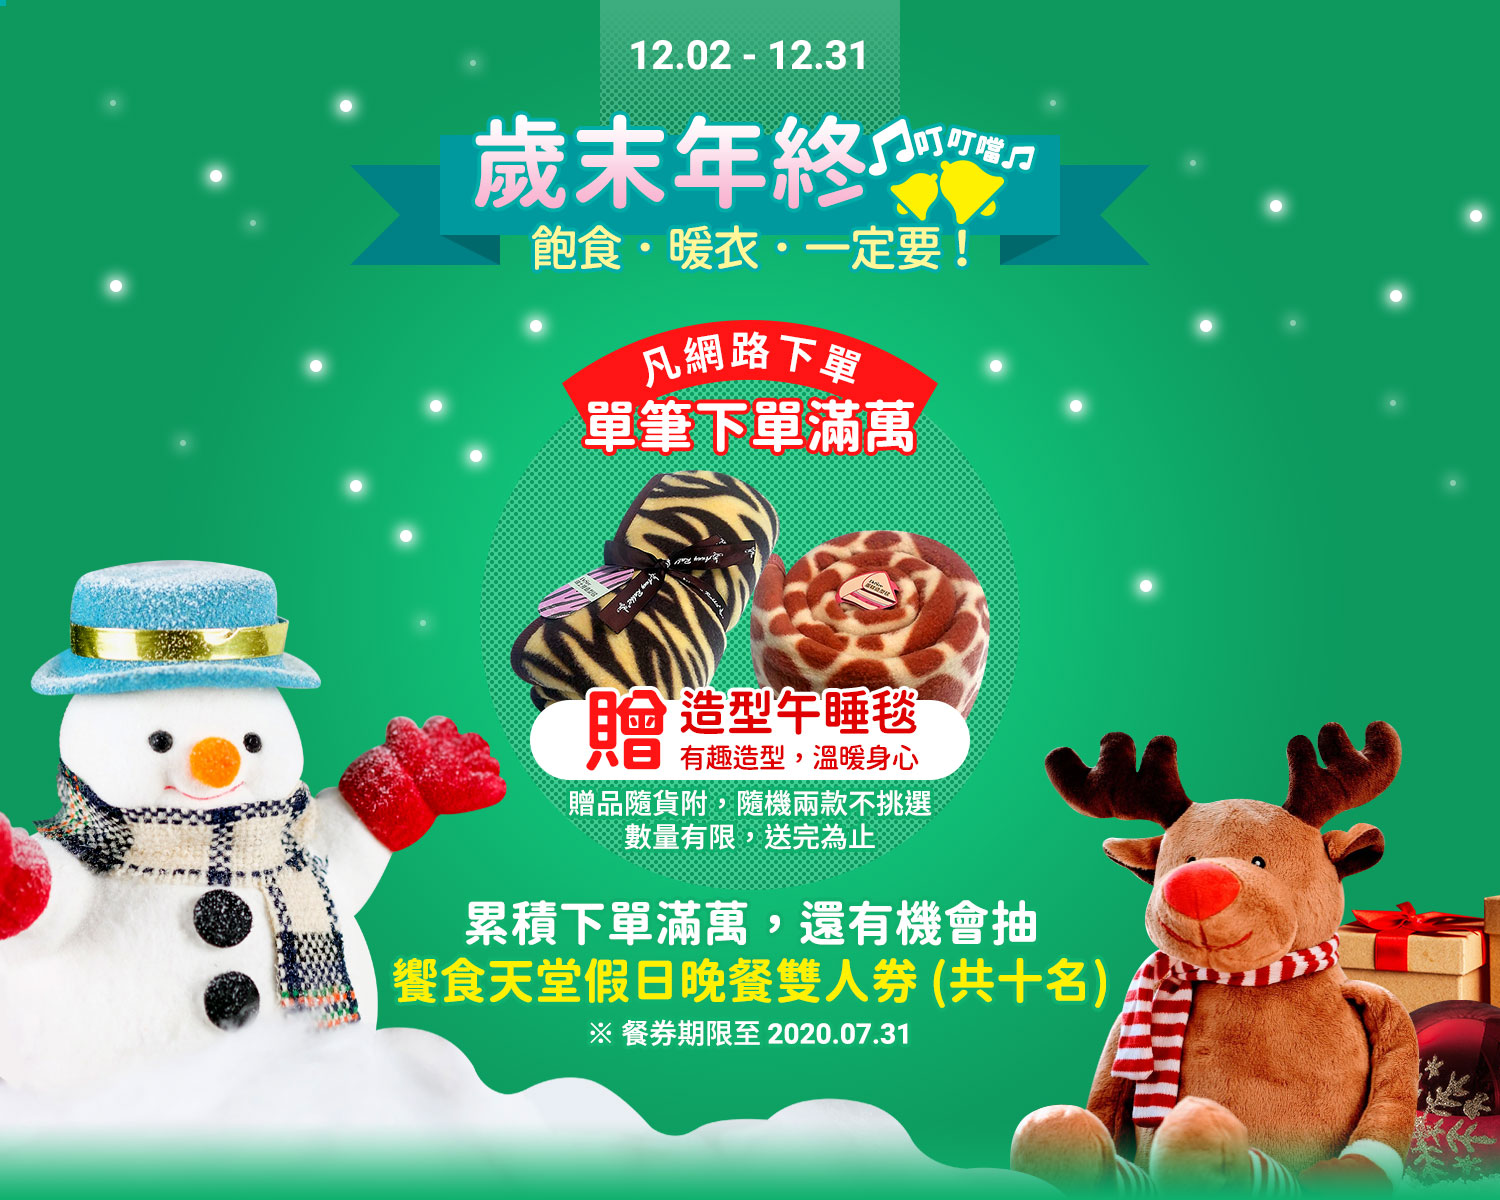 12.02 - 12.31
歲末年終
叮叮噹
飽食・暖衣・一定要！
凡網路下單
單筆下單滿萬
贈 造型午睡毯
有趣造型，溫暖身心
贈品隨貨附，隨機兩款不挑選
數量有限，送完為止
累積下單滿萬，還有機會抽
饗食天堂假日晚餐雙人券 (共十名)
※ 餐券期限至 2020.07.31